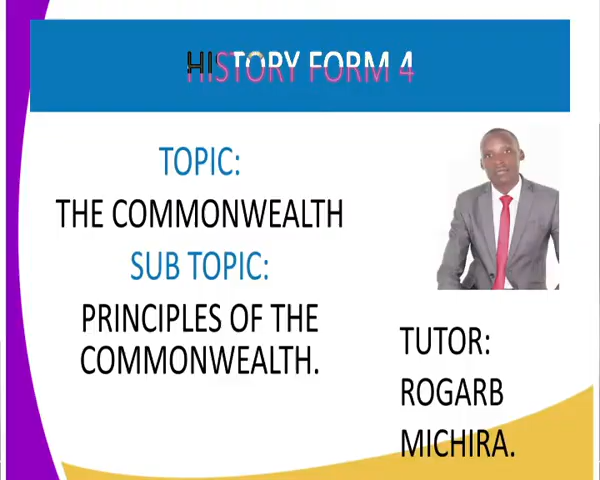 HISTORY FORM 4
TOPIC:
THE COMMONWEALTH
SUB TOPIC:
PRINCIPLES OF THE
COMMONWEALTH.
TUTOR:
ROGARB
MICHIRA.